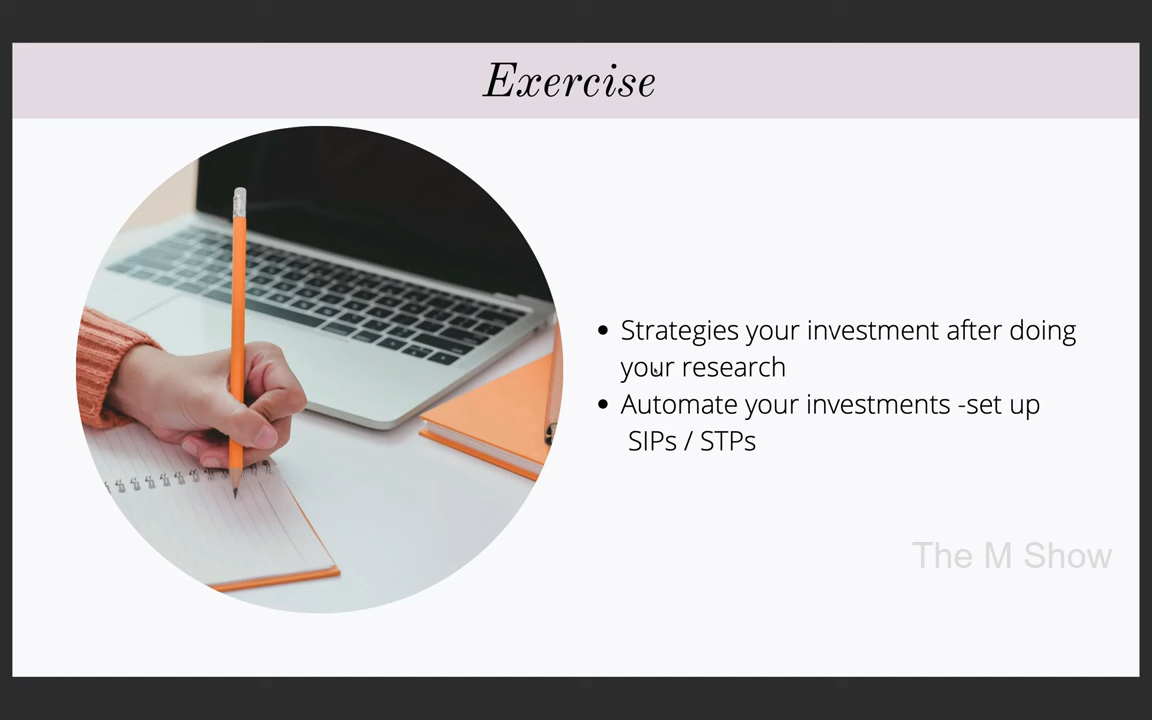 Exercise
Strategies your investment after doing
your research
Automate your investments -set up
SIPs / STPs
The M Show